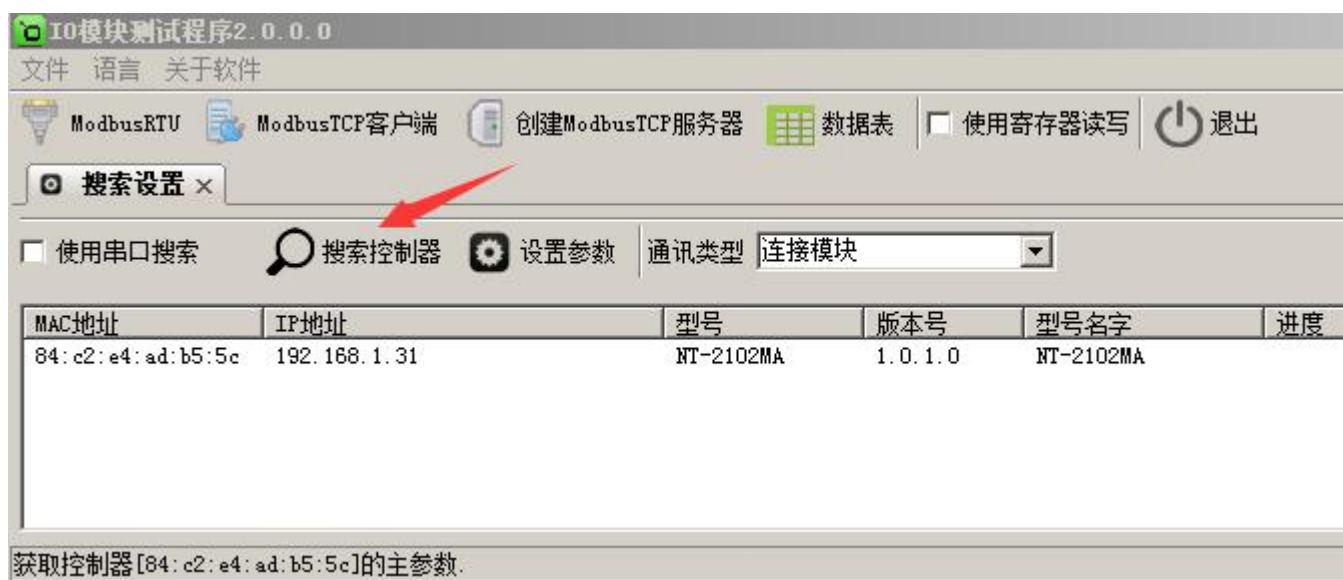 IO模块测试程序2.0.0.0
文件 语言 关于软件
ModbusRTU ModbusTCP客户端 创建ModbusTCP服务器 数据表 使用寄存器读写 退出
搜索设置 ×
使用串口搜索 搜索控制器 设置参数 通讯类型 连接模块
MAC地址 IP地址 型号 版本号 型号名字 进度
84:c2:e4:ad:b5:5c 192.168.1.31 NT-2102MA 1.0.1.0 NT-2102MA
获取控制器[84:c2:e4:ad:b5:5c]的主参数.